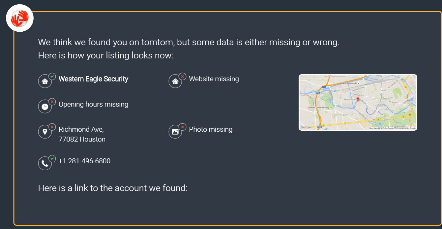 We think we found you on tomtom, but some data is either missing or wrong.
Here is how your listing looks now:
Western Eagle Security
Website missing
Opening hours missing
Richmond Ave,
77082 Houston
Photo missing
+1 281-496-6800
Here is a link to the account we found: